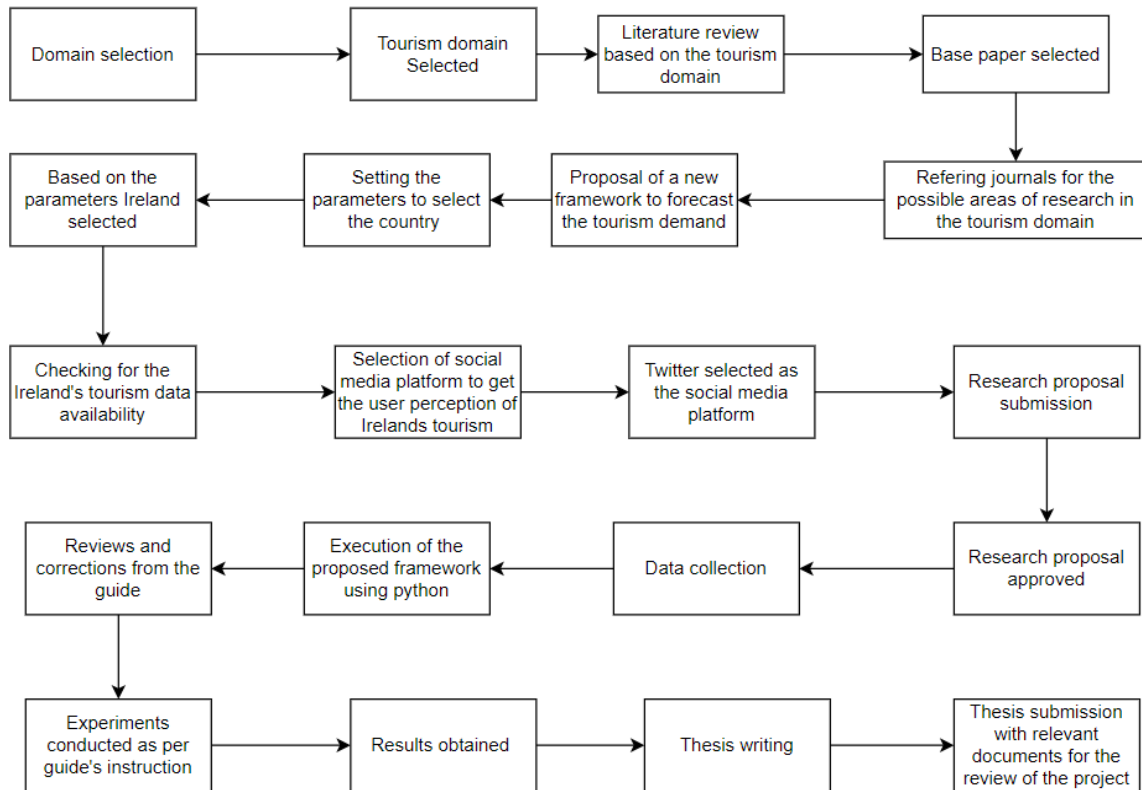 Domain selection
Tourism domain
Selected
Literature review
based on the tourism
domain
Base paper selected
Refering journals for the
possible areas of research in
the tourism domain
Proposal of a new
framework to forecast
the tourism demand
Setting the
parameters to select
the country
Based on the
parameters Ireland
selected
Checking for the
Ireland's tourism data
availability
Selection of social
media platform to get
the user perception of
Irelands tourism
Twitter selected as
the social media
platform
Research proposal
submission
Research proposal
approved
Data collection
Execution of the
proposed framework
using python
Reviews and
corrections from the
guide
Experiments
conducted as per
guide's instruction
Results obtained
Thesis writing
Thesis submission
with relevant
documents for the
review of the project